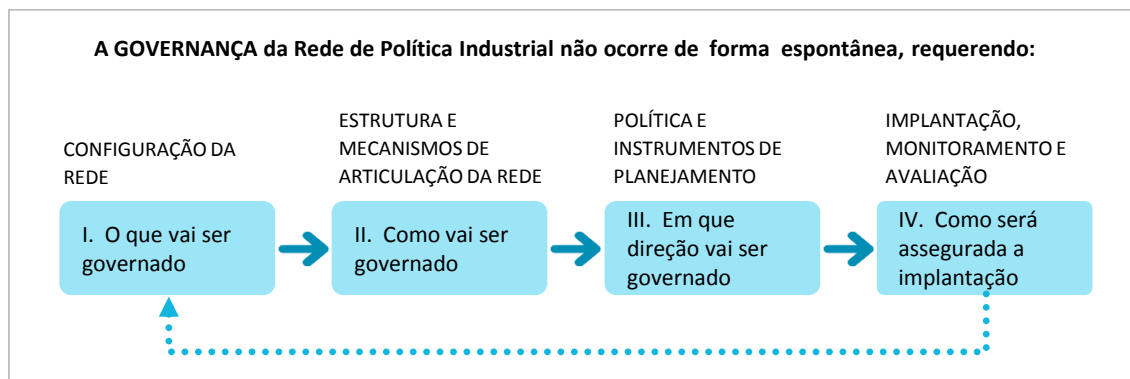 A GOVERNANÇA da Rede de Política Industrial não ocorre de forma espontânea, requerendo:
CONFIGURAÇÃO DA
REDE
ESTRUTURA E
MECANISMOS DE
ARTICULAÇÃO DA REDE
POLÍTICA E
INSTRUMENTOS DE
PLANEJAMENTO
IMPLANTAÇÃO,
MONITORAMENTO E
AVALIAÇÃO
I. O que vai ser
governado
II. Como vai ser
governado
III. Em que
direção vai ser
governado
IV. Como será
assegurada a
implantação